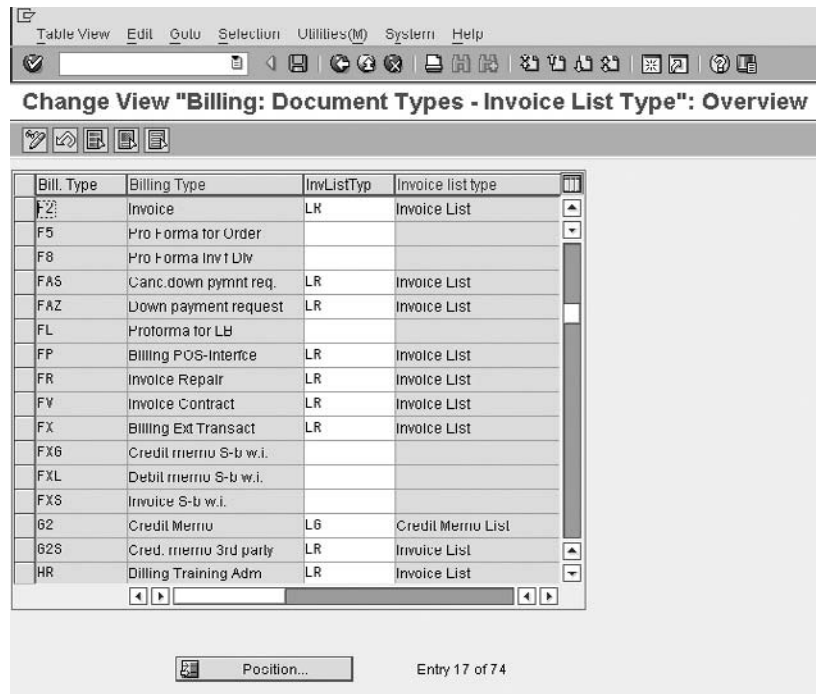 Table View Edit Goto Selection Utilities(M) System Help
Change View "Billing: Document Types - Invoice List Type": Overview
Bill. Type Billing Type InvListTyp Invoice list type
F2 Invoice LR Invoice List
F5 Pro Forma for Order
F8 Pro Forma Inv f Dlv
FAS Canc.down pymnt req. LR Invoice List
FAZ Down payment request LR Invoice List
FL Proforma for LB
FP Billing POS-Interfce LR Invoice List
FR Invoice Repair LR Invoice List
FV Invoice Contract LR Invoice List
FX Billing Ext Transact LR Invoice List
FXG Credit memo S-b w.i.
FXL Debit memo S-b w.i.
FXS Invoice S-b w.i.
G2 Credit Memo LG Credit Memo List
G2S Cred. memo 3rd party LR Invoice List
HR Billing Training Adm LR Invoice List
Position... Entry 17 of 74